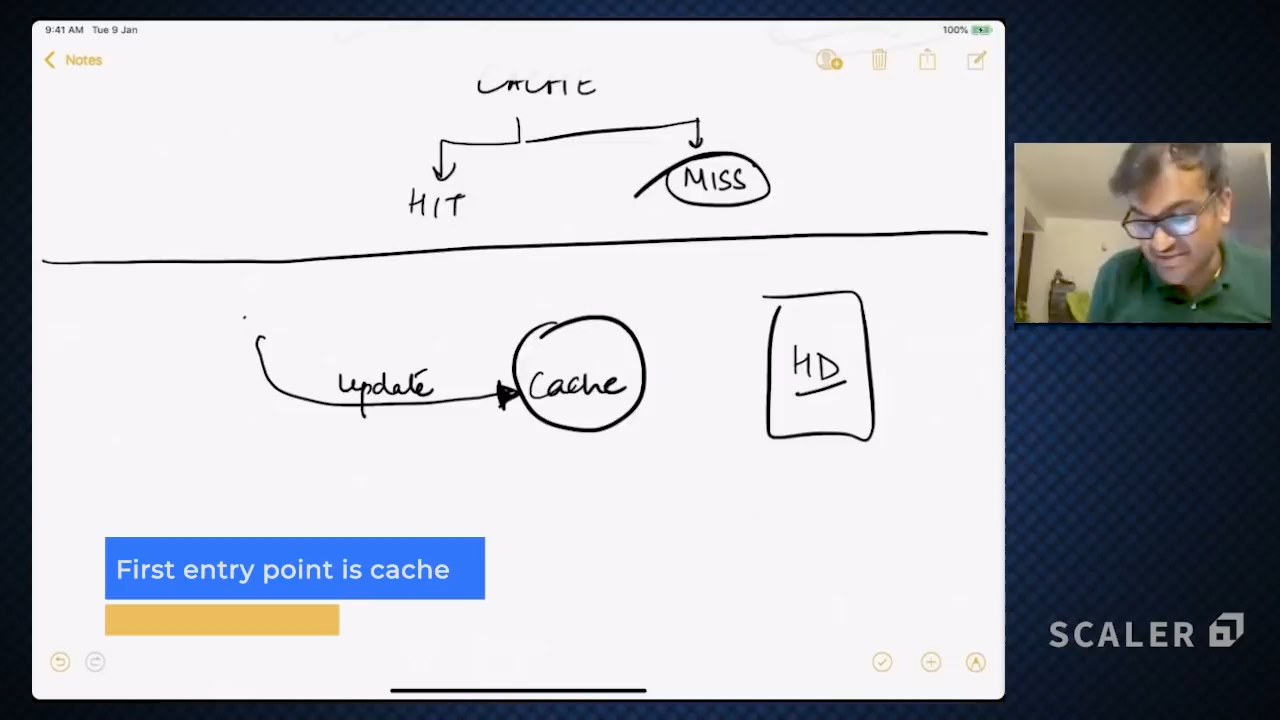 9:41 AM Tue 9 Jan
100%
Notes
CACHE
HIT
MISS
update
Cache
HD
First entry point is cache
SCALER